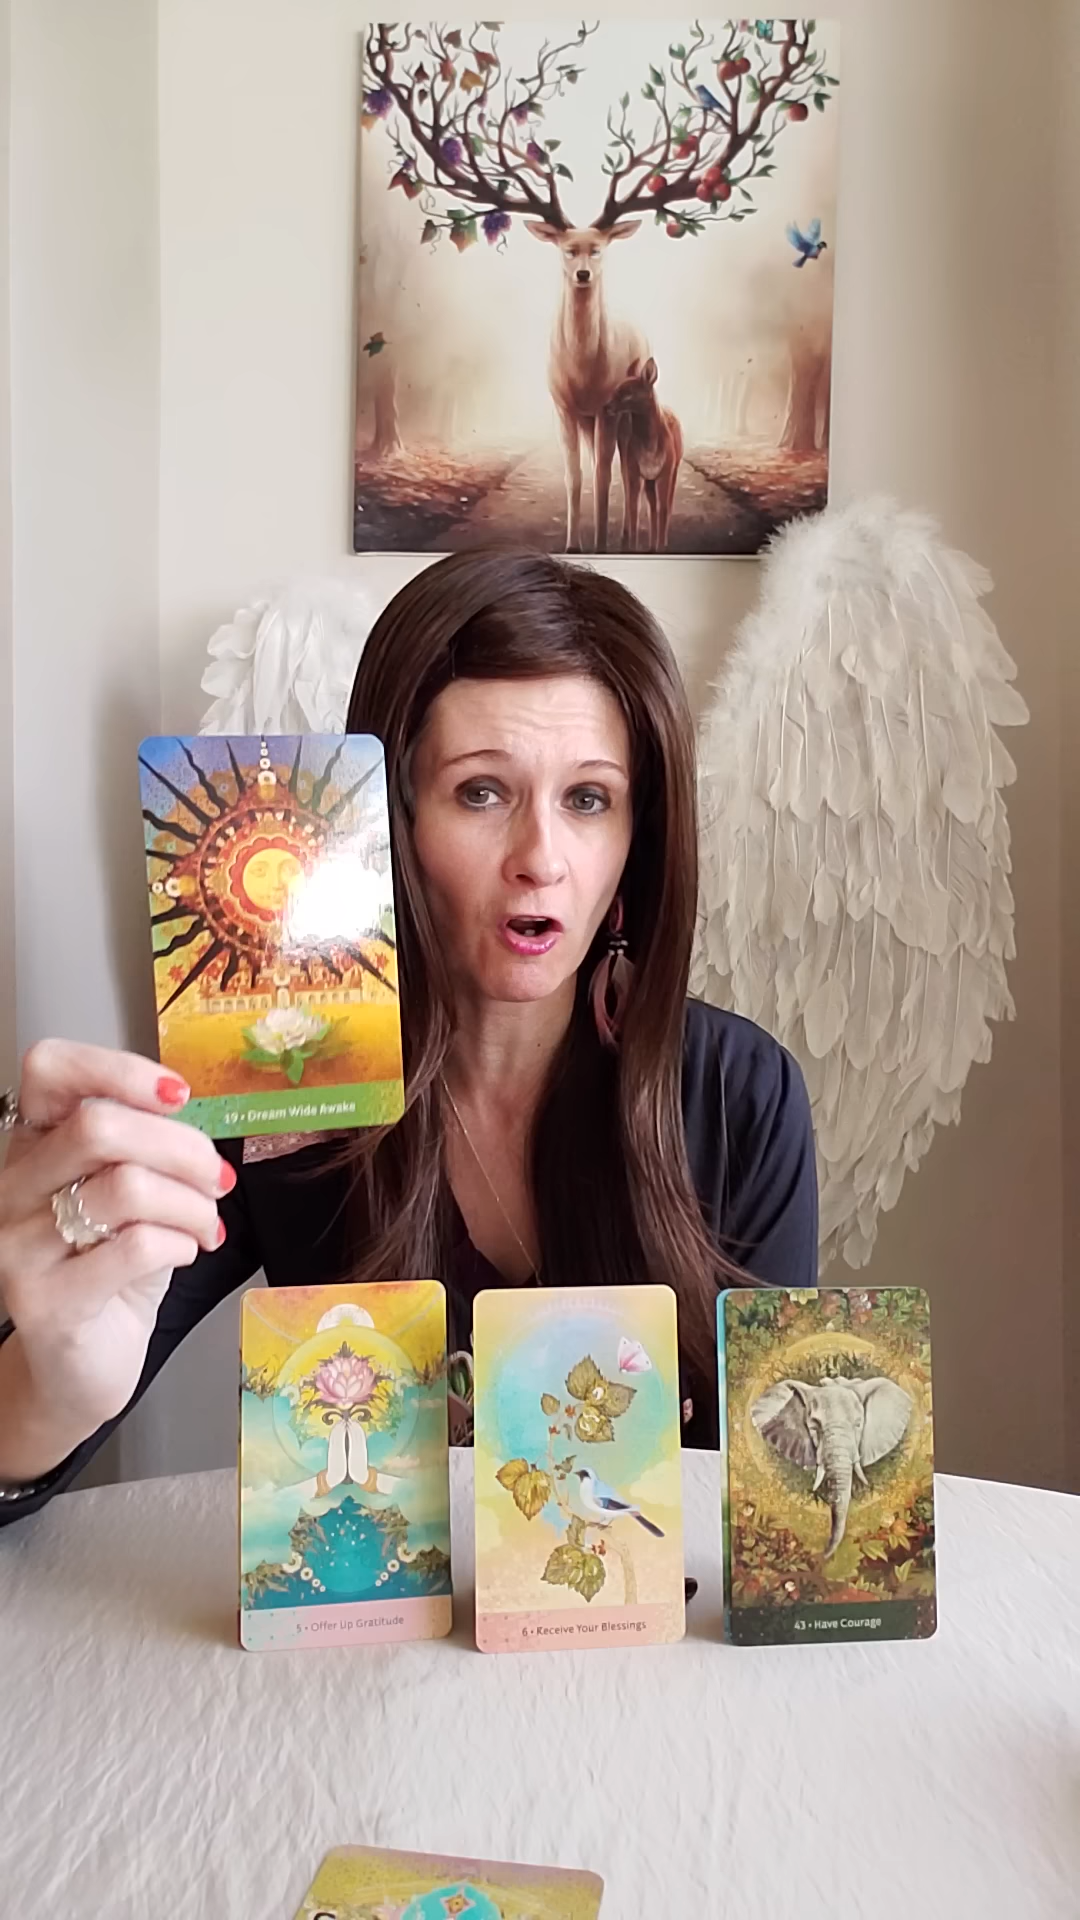 19 • Dream Wide Awake
5 • Offer Up Gratitude
6 • Receive Your Blessings
43 • Have Courage